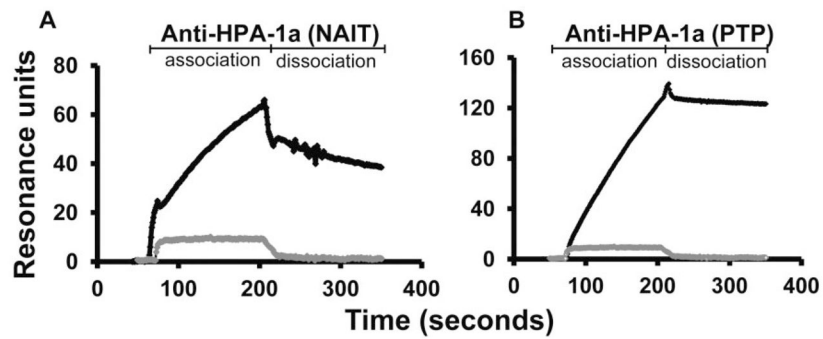 A
Anti-HPA-1a (NAIT)
association dissociation
80
60
40
20
0
0 100 200 300 400
Resonance units
B
Anti-HPA-1a (PTP)
association dissociation
160
120
80
40
0
0 100 200 300 400
Time (seconds)